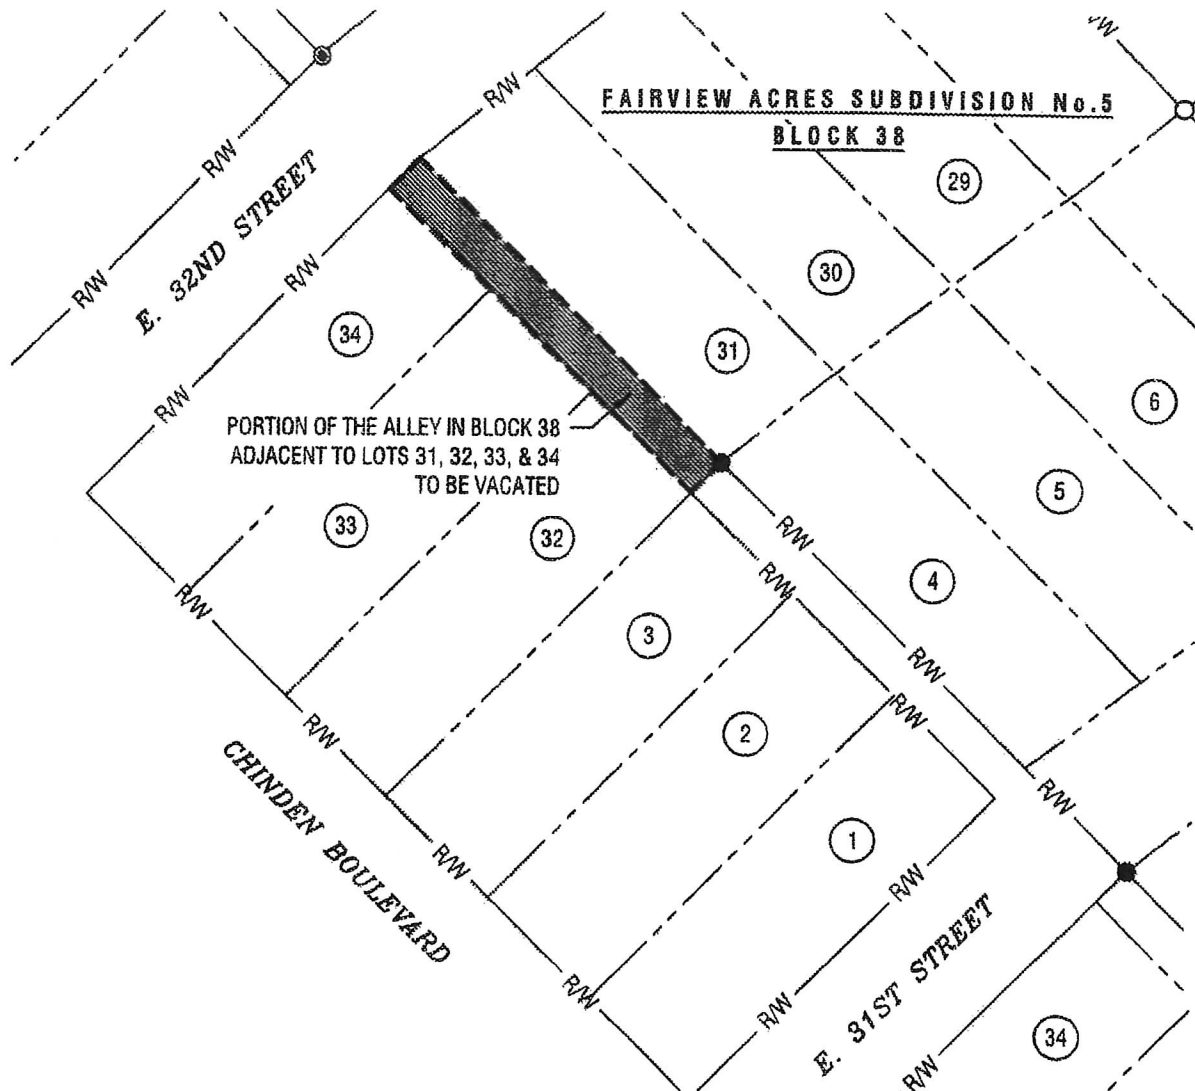 R/W
R/W
FAIRVIEW ACRES SUBDIVISION No.5
BLOCK 38
R/W
29
E. 32ND STREET
R/W
R/W
30
34
31
R/W
6
PORTION OF THE ALLEY IN BLOCK 38
ADJACENT TO LOTS 31, 32, 33, & 34
TO BE VACATED
5
33
32
R/W
R/W
4
R/W
3
R/W
R/W
R/W
2
CHINDEN BOULEVARD
R/W
1
R/W
R/W
E. 31ST STREET
R/W
R/W
34
R/W